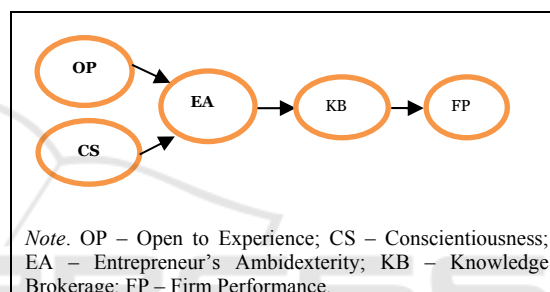 OP
EA
KB
FP
CS
Note. OP – Open to Experience; CS – Conscientiousness;
EA – Entrepreneur's Ambidexterity; KB – Knowledge
Brokerage; FP – Firm Performance.